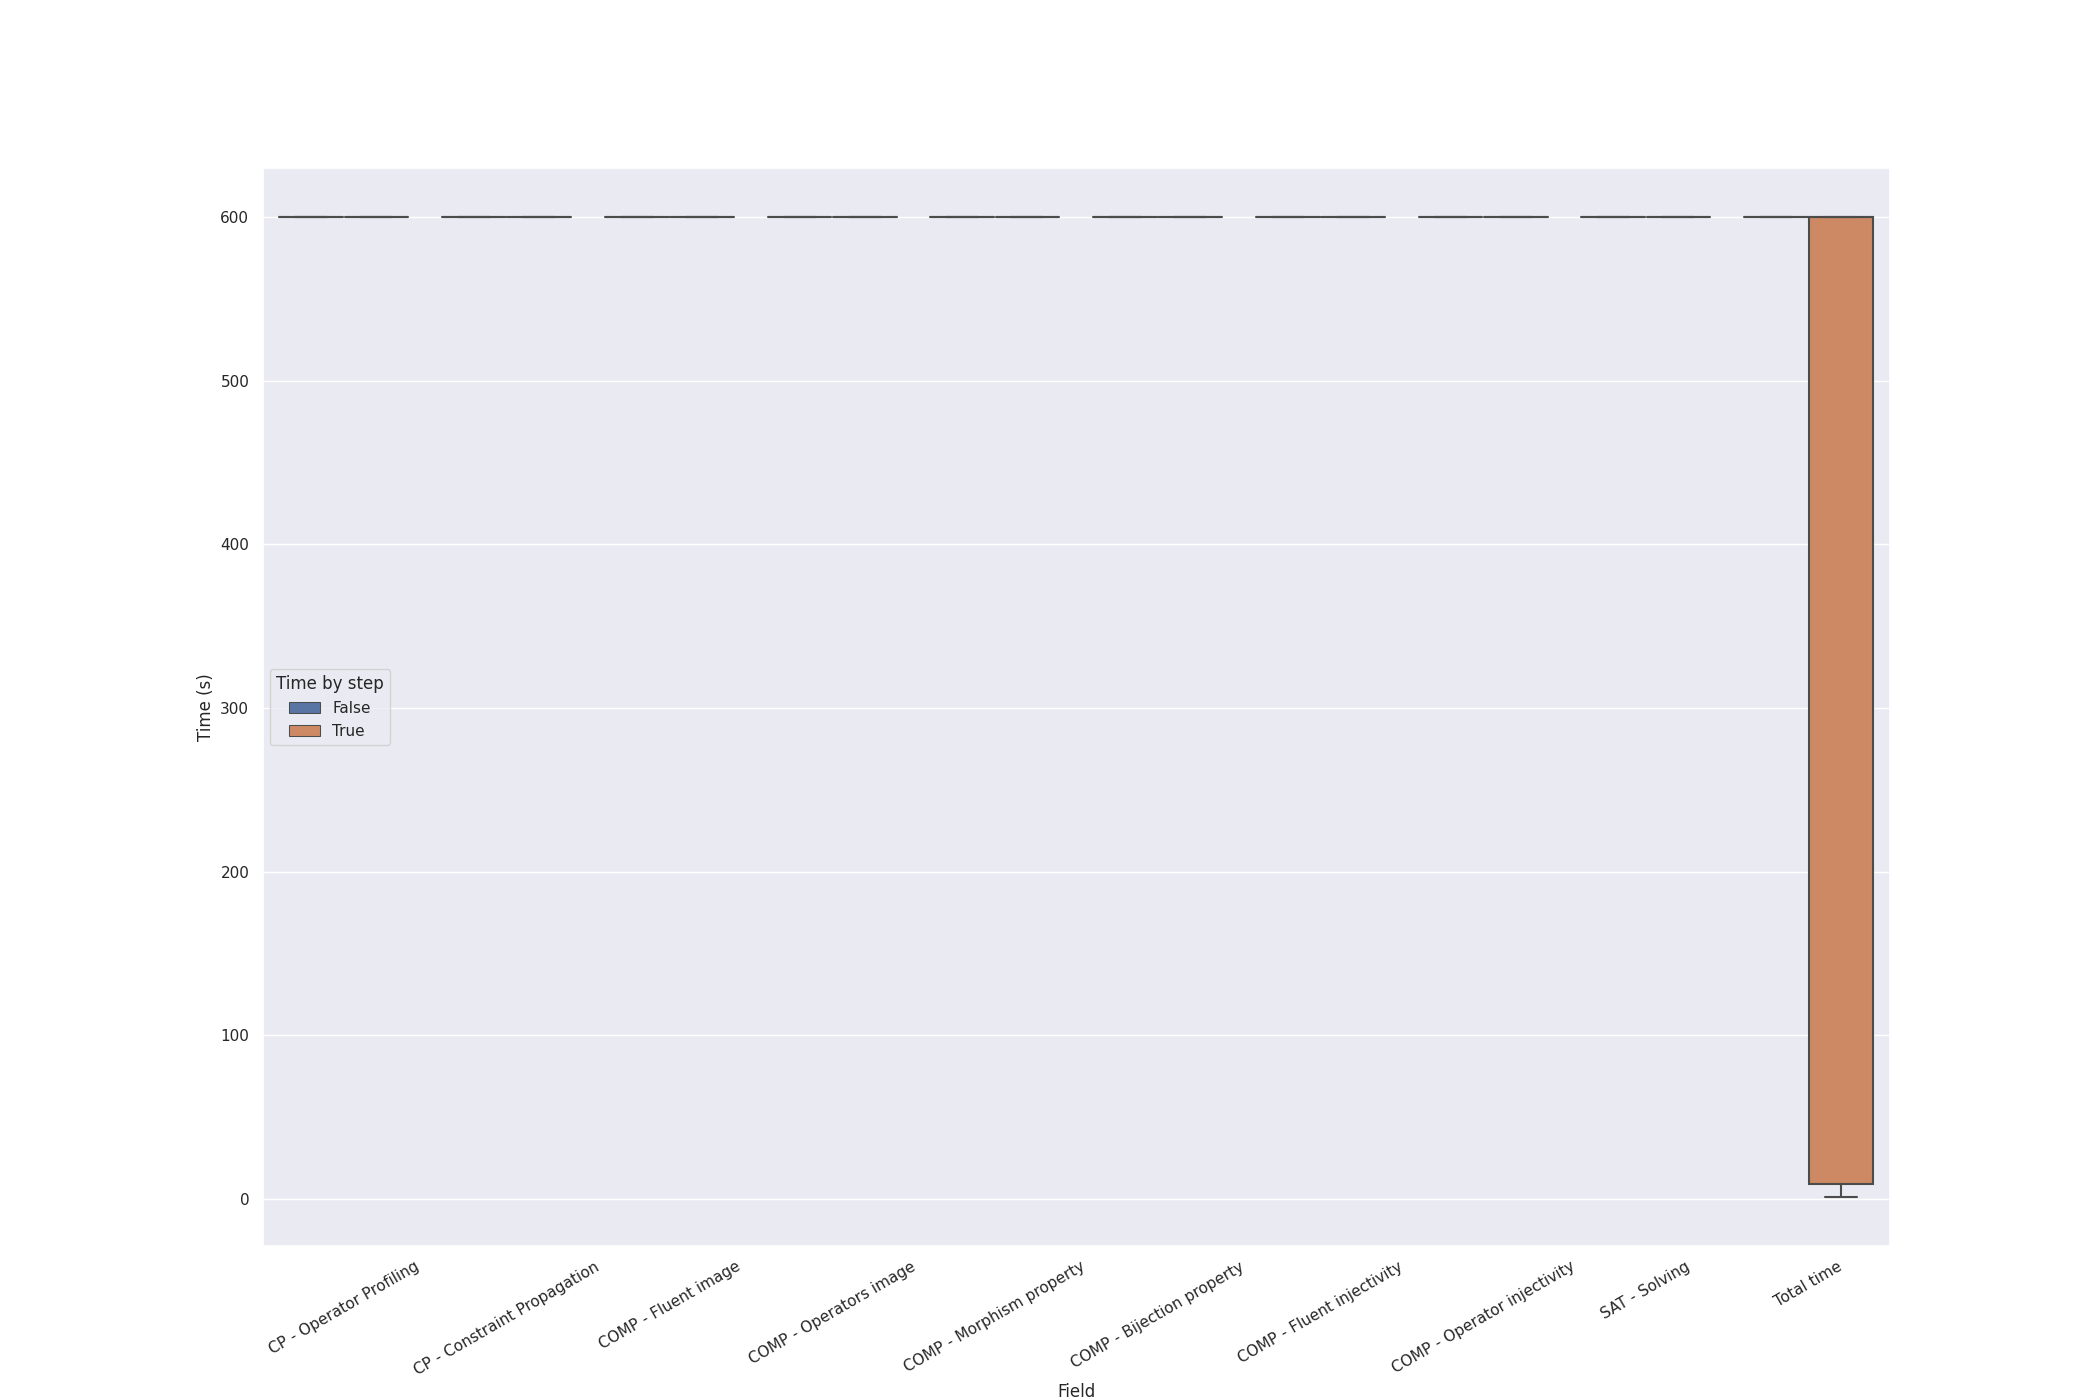 600
500
400
300
200
100
0
Time (s)
Time by step
False
True
CP - Operator Profiling
CP - Constraint Propagation
COMP - Fluent image
COMP - Operators image
COMP - Morphism property
COMP - Bijection property
COMP - Fluent injectivity
COMP - Operator injectivity
SAT - Solving
Total time
Field